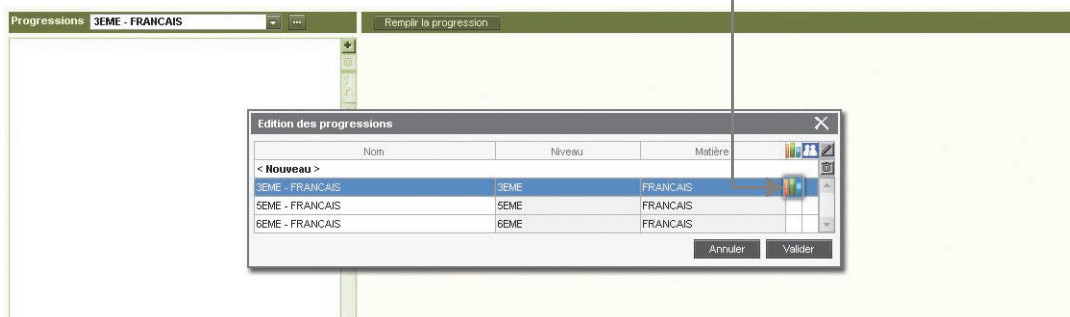 Progressions 3EME - FRANCAIS ... Remplir la progression
Edition des progressions
Nom Niveau Matière
< Nouveau >
3EME - FRANCAIS 3EME FRANCAIS
5EME - FRANCAIS 5EME FRANCAIS
6EME - FRANCAIS 6EME FRANCAIS
Annuler Valider